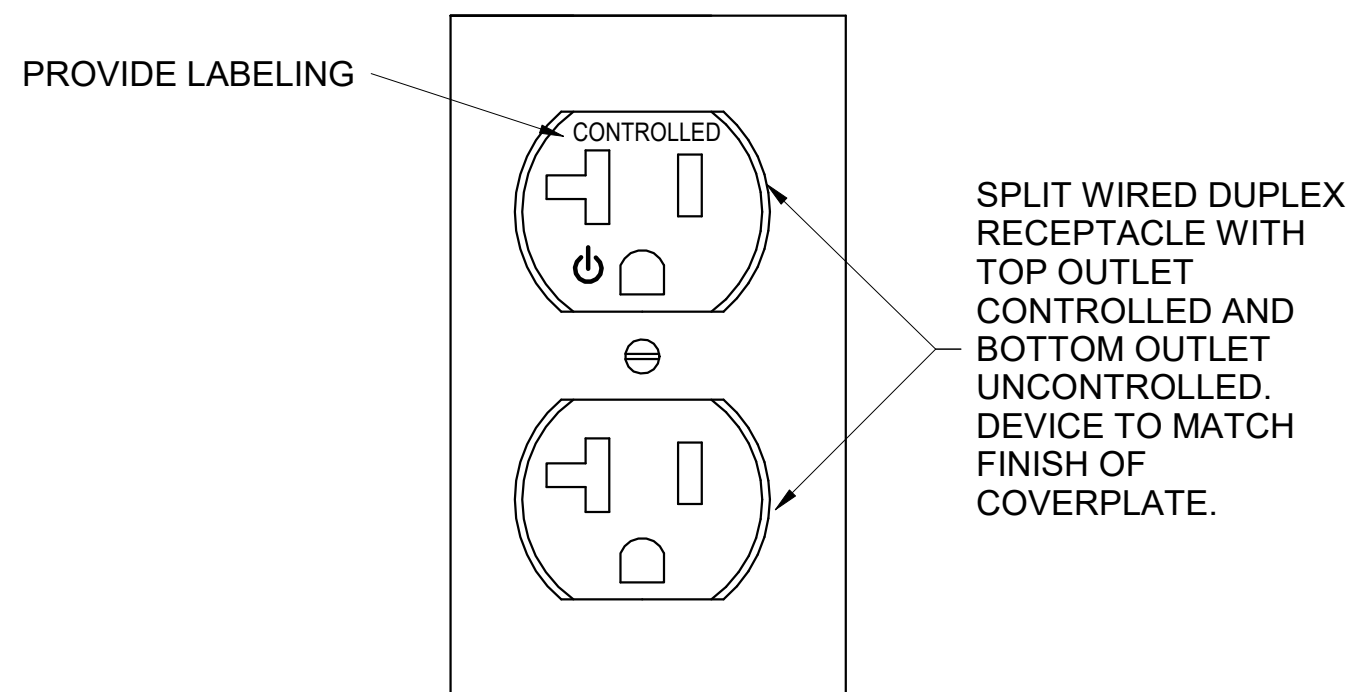 PROVIDE LABELING
CONTROLLED
SPLIT WIRED DUPLEX
RECEPTACLE WITH
TOP OUTLET
CONTROLLED AND
BOTTOM OUTLET
UNCONTROLLED.
DEVICE TO MATCH
FINISH OF
COVERPLATE.